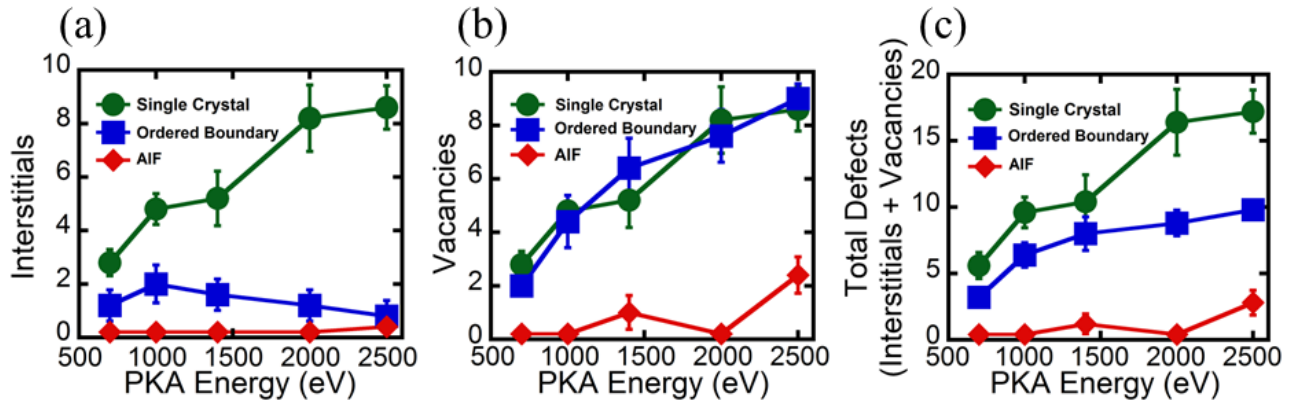 (a)
Interstitials
10
8
6
4
2
0
Single Crystal
Ordered Boundary
AIF
500 1000 1500 2000 2500
PKA Energy (eV)
(b)
Vacancies
10
8
6
4
2
0
Single Crystal
Ordered Boundary
AIF
500 1000 1500 2000 2500
PKA Energy (eV)
(c)
Total Defects
(Interstitials + Vacancies)
20
15
10
5
0
Single Crystal
Ordered Boundary
AIF
500 1000 1500 2000 2500
PKA Energy (eV)